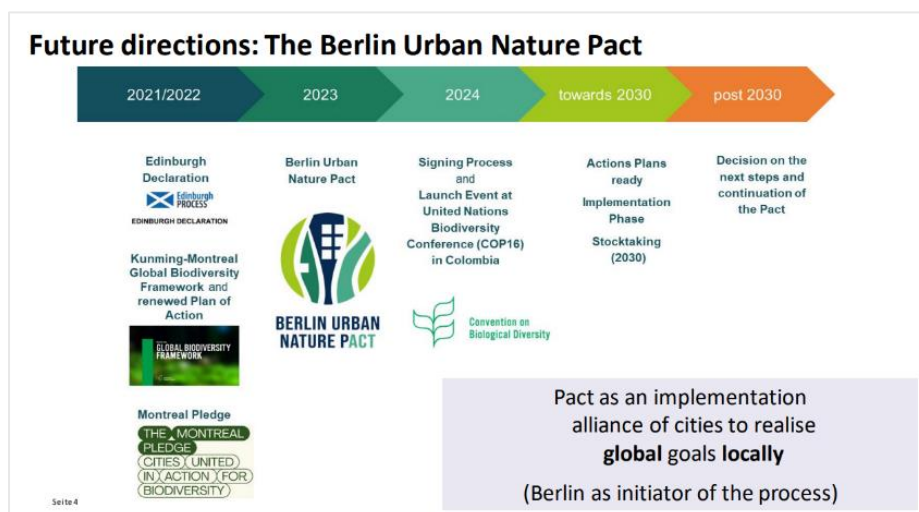 Future directions: The Berlin Urban Nature Pact
2021/2022
2023
2024
towards 2030
post 2030
Edinburgh
Declaration
Edinburgh
PROCESS
EDINBURGH DECLARATION
Kunming-Montreal
Global Biodiversity
Framework and
renewed Plan of
Action
GLOBAL BIODIVERSITY
FRAMEWORK
Montreal Pledge
THE MONTREAL
PLEDGE
CITIES UNITED
IN ACTION FOR
BIODIVERSITY
Berlin Urban
Nature Pact
BERLIN URBAN
NATURE PACT
Signing Process
and
Launch Event at
United Nations
Biodiversity
Conference (COP16)
in Colombia
Convention on
Biological Diversity
Actions Plans
ready
Implementation
Phase
Stocktaking
(2030)
Decision on the
next steps and
continuation of
the Pact
Pact as an implementation
alliance of cities to realise
global goals locally
(Berlin as initiator of the process)
Seite 4